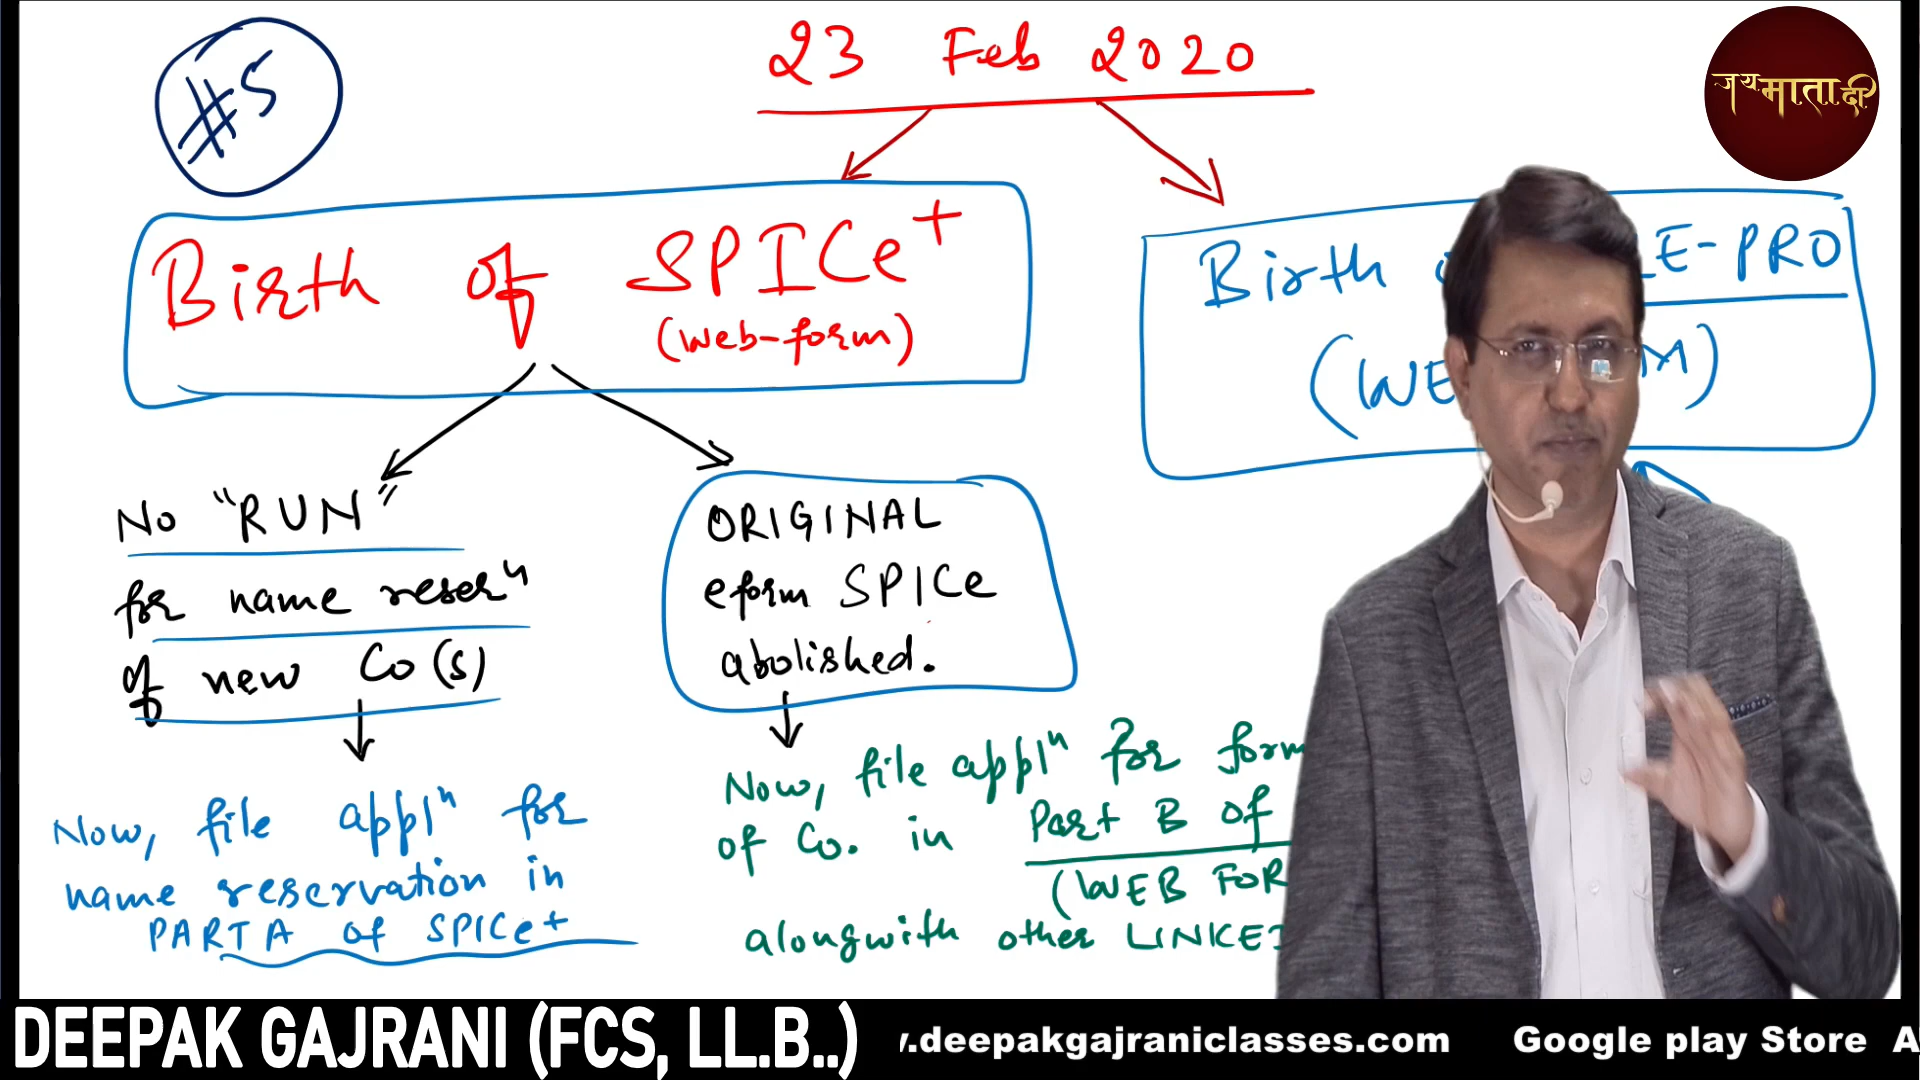 #5
23 Feb 2020
जय माता दी
Birth of SPICe+
(web-form)
Birth
E-PRO
(WE
M)
No "RUN"
for name reserⁿ
of new Co(s)
ORIGINAL
eform SPICe
abolished.
Now, file applⁿ for
name reservation in
PART A of SPICe+
Now, file applⁿ for form
of Co. in Part B of
(WEB FOR
alongwith other LINKE
DEEPAK GAJRANI (FCS, LL.B..)
.deepakgajraniclasses.com
Google play Store A